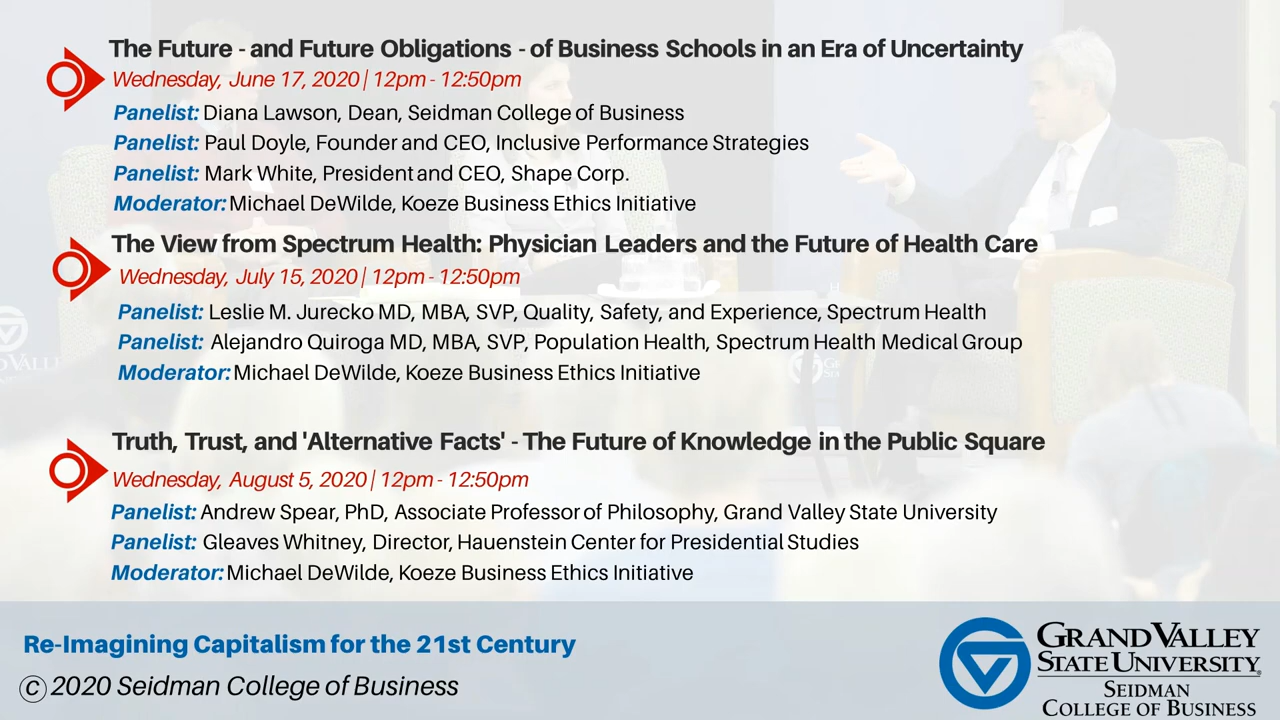 The Future - and Future Obligations - of Business Schools in an Era of Uncertainty
Wednesday, June 17, 2020 | 12pm - 12:50pm
Panelist: Diana Lawson, Dean, Seidman College of Business
Panelist: Paul Doyle, Founder and CEO, Inclusive Performance Strategies
Panelist: Mark White, President and CEO, Shape Corp.
Moderator: Michael DeWilde, Koeze Business Ethics Initiative
The View from Spectrum Health: Physician Leaders and the Future of Health Care
Wednesday, July 15, 2020 | 12pm - 12:50pm
Panelist: Leslie M. Jurecko MD, MBA, SVP, Quality, Safety, and Experience, Spectrum Health
Panelist: Alejandro Quiroga MD, MBA, SVP, Population Health, Spectrum Health Medical Group
Moderator: Michael DeWilde, Koeze Business Ethics Initiative
Truth, Trust, and 'Alternative Facts' - The Future of Knowledge in the Public Square
Wednesday, August 5, 2020 | 12pm - 12:50pm
Panelist: Andrew Spear, PhD, Associate Professor of Philosophy, Grand Valley State University
Panelist: Gleaves Whitney, Director, Hauenstein Center for Presidential Studies
Moderator: Michael DeWilde, Koeze Business Ethics Initiative
Re-Imagining Capitalism for the 21st Century
© 2020 Seidman College of Business
GRAND VALLEY
STATE UNIVERSITY®
SEIDMAN
COLLEGE OF BUSINESS